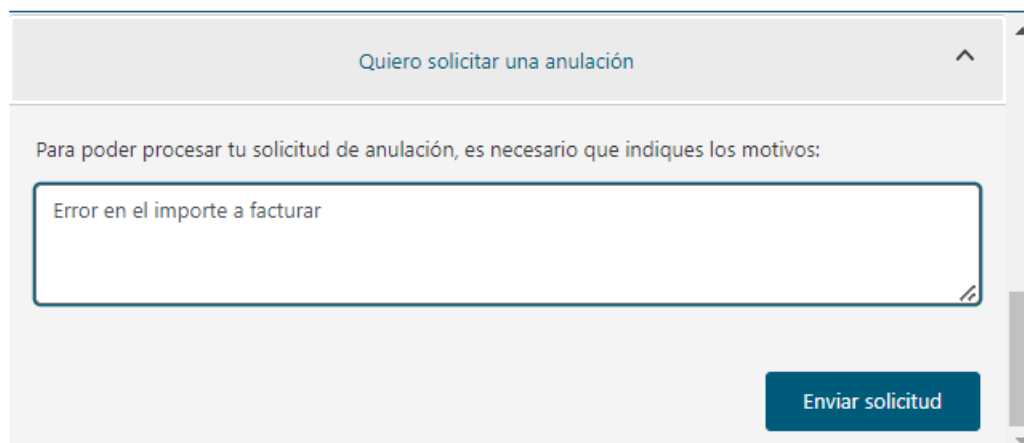 Quiero solicitar una anulación
Para poder procesar tu solicitud de anulación, es necesario que indiques los motivos:
Error en el importe a facturar
Enviar solicitud